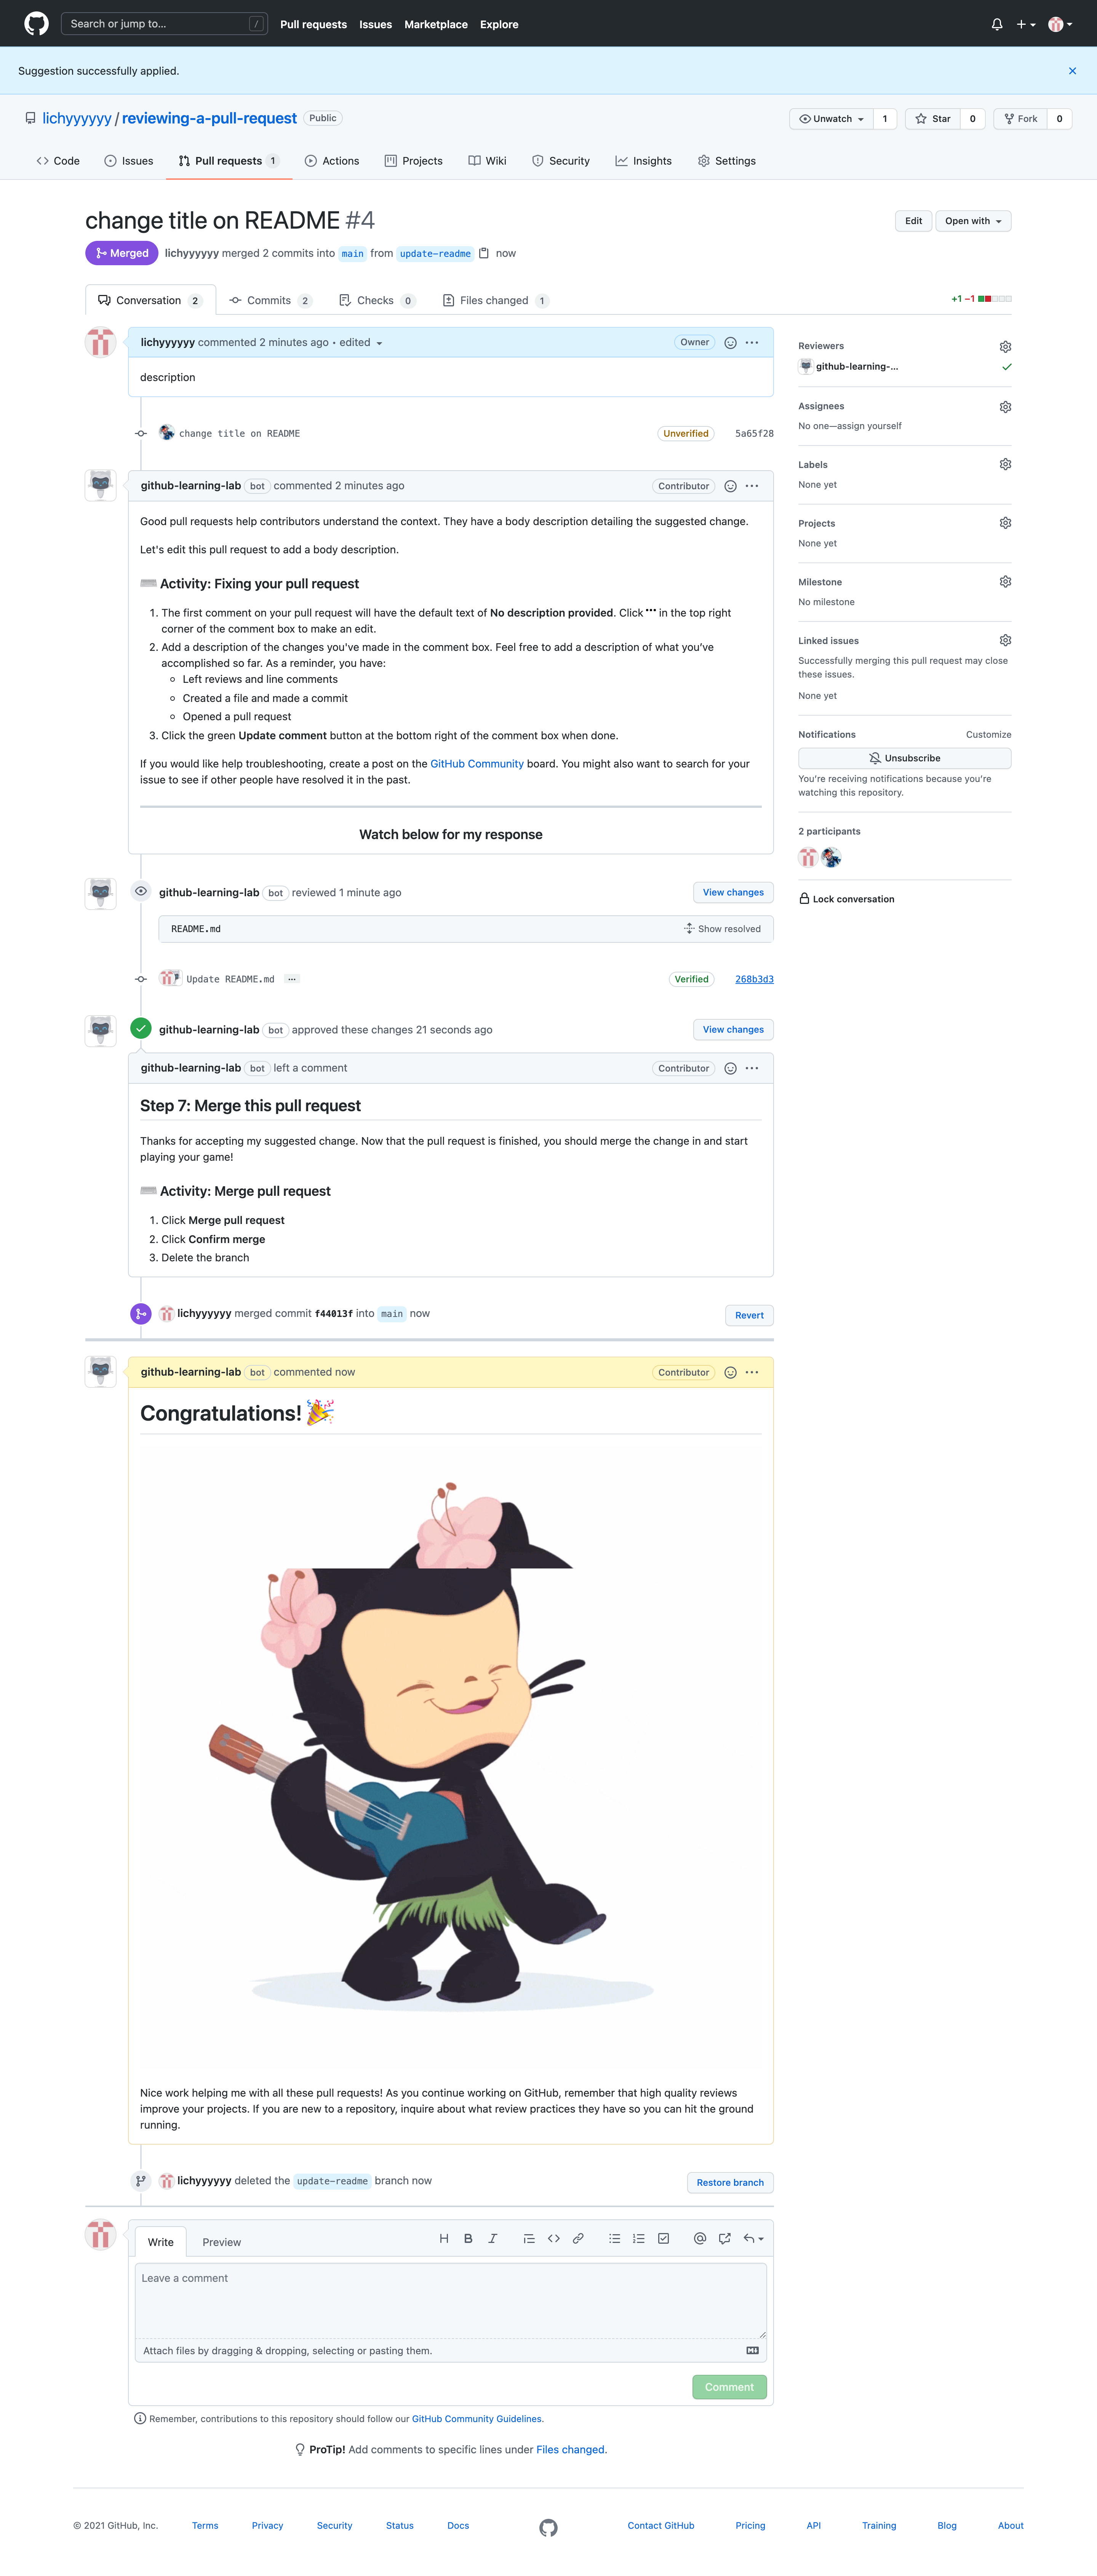 Search or jump to... /
Pull requests Issues Marketplace Explore
Suggestion successfully applied.
lichyyyyyy / reviewing-a-pull-request Public
Unwatch 1 Star 0 Fork 0
Code Issues Pull requests 1 Actions Projects Wiki Security Insights Settings
change title on README #4
Edit Open with
Merged lichyyyyyy merged 2 commits into main from update-readme now
Conversation 2 Commits 2 Checks 0 Files changed 1
+1 −1
lichyyyyyy commented 2 minutes ago • edited Owner
description
change title on README Unverified 5a65f28
github-learning-lab bot commented 2 minutes ago Contributor
Good pull requests help contributors understand the context. They have a body description detailing the suggested change.
Let's edit this pull request to add a body description.
Activity: Fixing your pull request
1. The first comment on your pull request will have the default text of No description provided. Click ••• in the top right
corner of the comment box to make an edit.
2. Add a description of the changes you've made in the comment box. Feel free to add a description of what you've
accomplished so far. As a reminder, you have:
Left reviews and line comments
Created a file and made a commit
Opened a pull request
3. Click the green Update comment button at the bottom right of the comment box when done.
If you would like help troubleshooting, create a post on the GitHub Community board. You might also want to search for your
issue to see if other people have resolved it in the past.
Watch below for my response
github-learning-lab bot reviewed 1 minute ago View changes
README.md Show resolved
Update README.md ... Verified 268b3d3
github-learning-lab bot approved these changes 21 seconds ago View changes
github-learning-lab bot left a comment Contributor
Step 7: Merge this pull request
Thanks for accepting my suggested change. Now that the pull request is finished, you should merge the change in and start
playing your game!
Activity: Merge pull request
1. Click Merge pull request
2. Click Confirm merge
3. Delete the branch
lichyyyyyy merged commit f44013f into main now Revert
github-learning-lab bot commented now Contributor
Congratulations!
Nice work helping me with all these pull requests! As you continue working on GitHub, remember that high quality reviews
improve your projects. If you are new to a repository, inquire about what review practices they have so you can hit the ground
running.
lichyyyyyy deleted the update-readme branch now Restore branch
Write Preview
Leave a comment
Attach files by dragging & dropping, selecting or pasting them.
Comment
Remember, contributions to this repository should follow our GitHub Community Guidelines.
ProTip! Add comments to specific lines under Files changed.
Reviewers
github-learning-...
Assignees
No one—assign yourself
Labels
None yet
Projects
None yet
Milestone
No milestone
Linked issues
Successfully merging this pull request may close
these issues.
None yet
Notifications Customize
Unsubscribe
You're receiving notifications because you're
watching this repository.
2 participants
Lock conversation
© 2021 GitHub, Inc. Terms Privacy Security Status Docs Contact GitHub Pricing API Training Blog About